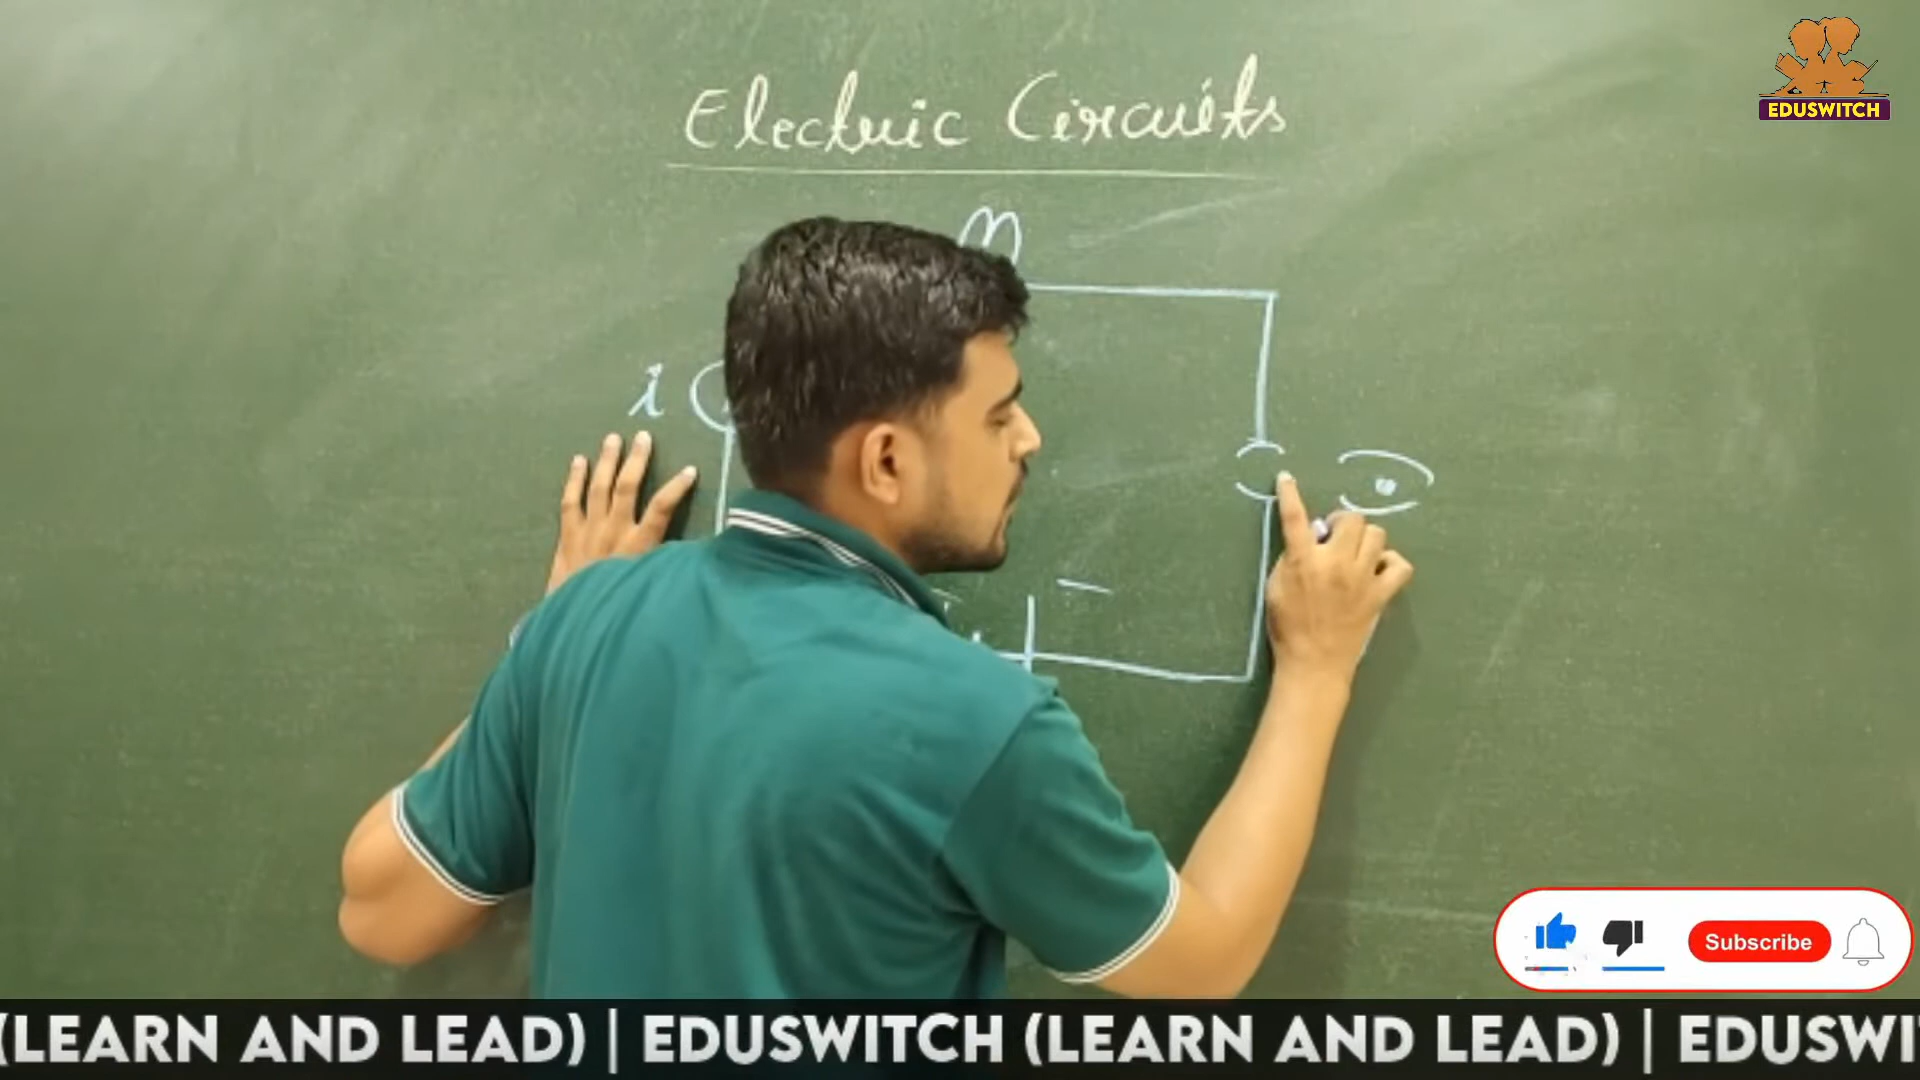 Electric Circuits
EDUSWITCH
i
Subscribe
(LEARN AND LEAD) | EDUSWITCH (LEARN AND LEAD) | EDUSWI